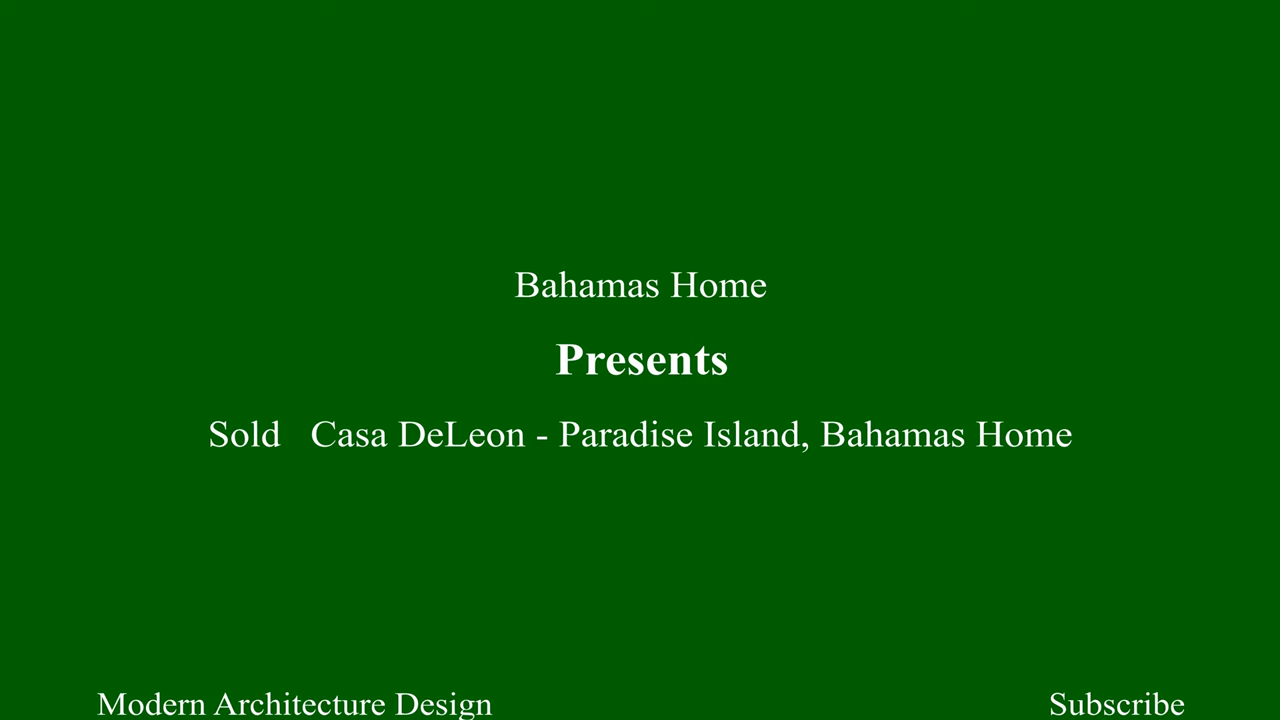 Bahamas Home
Presents
Sold   Casa DeLeon - Paradise Island, Bahamas Home
Modern Architecture Design
Subscribe